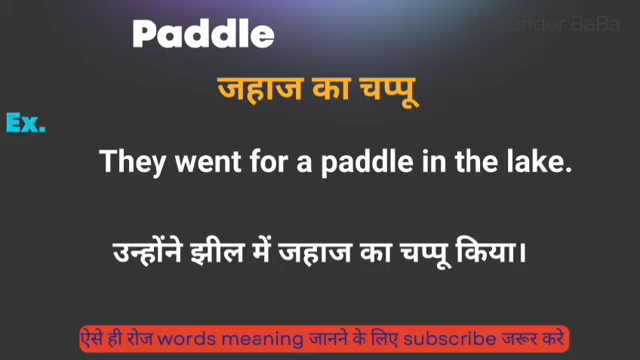 Paddle
जहाज का चप्पू
Ex.
They went for a paddle in the lake.
उन्होंने झील में जहाज का चप्पू किया।
ऐसे ही रोज words meaning जानने के लिए subscribe जरूर करे